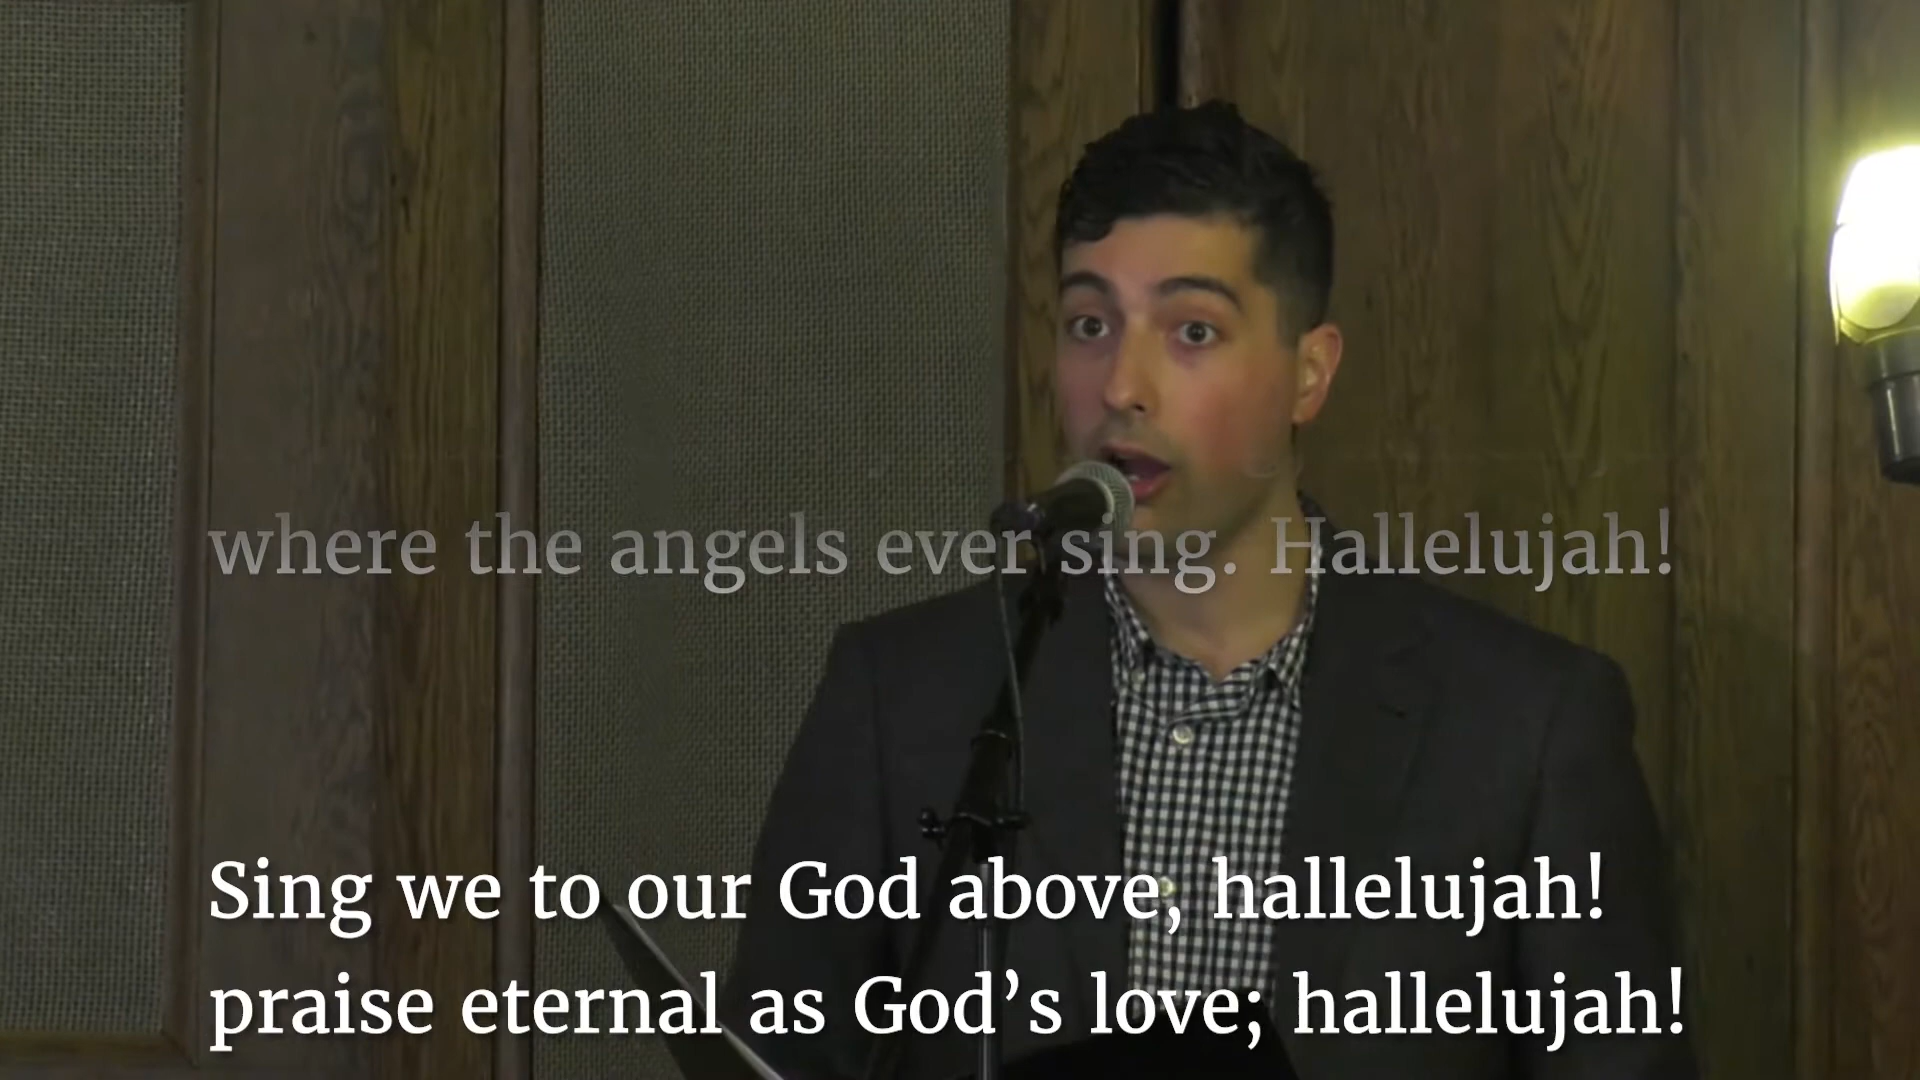 where the angels ever sing. Hallelujah!
Sing we to our God above, hallelujah!
praise eternal as God’s love; hallelujah!